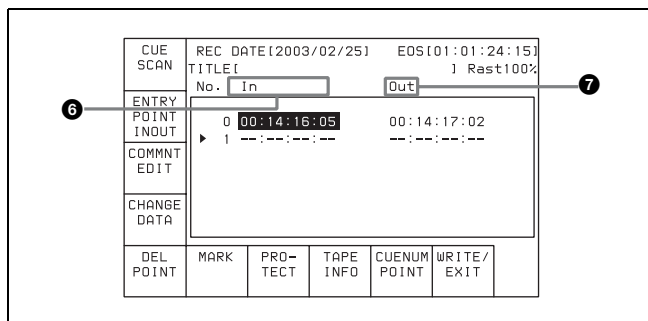 CUE SCAN
REC DATE[2003/02/25] EOS[01:01:24:15]
TITLE[ ] Rast100%
No. In Out
6
7
ENTRY POINT INOUT
0 00:14:16:05 00:14:17:02
▶ 1 --:--:--:-- --:--:--:--
COMMNT EDIT
CHANGE DATA
DEL POINT
MARK
PRO-TECT
TAPE INFO
CUENUM POINT
WRITE/EXIT